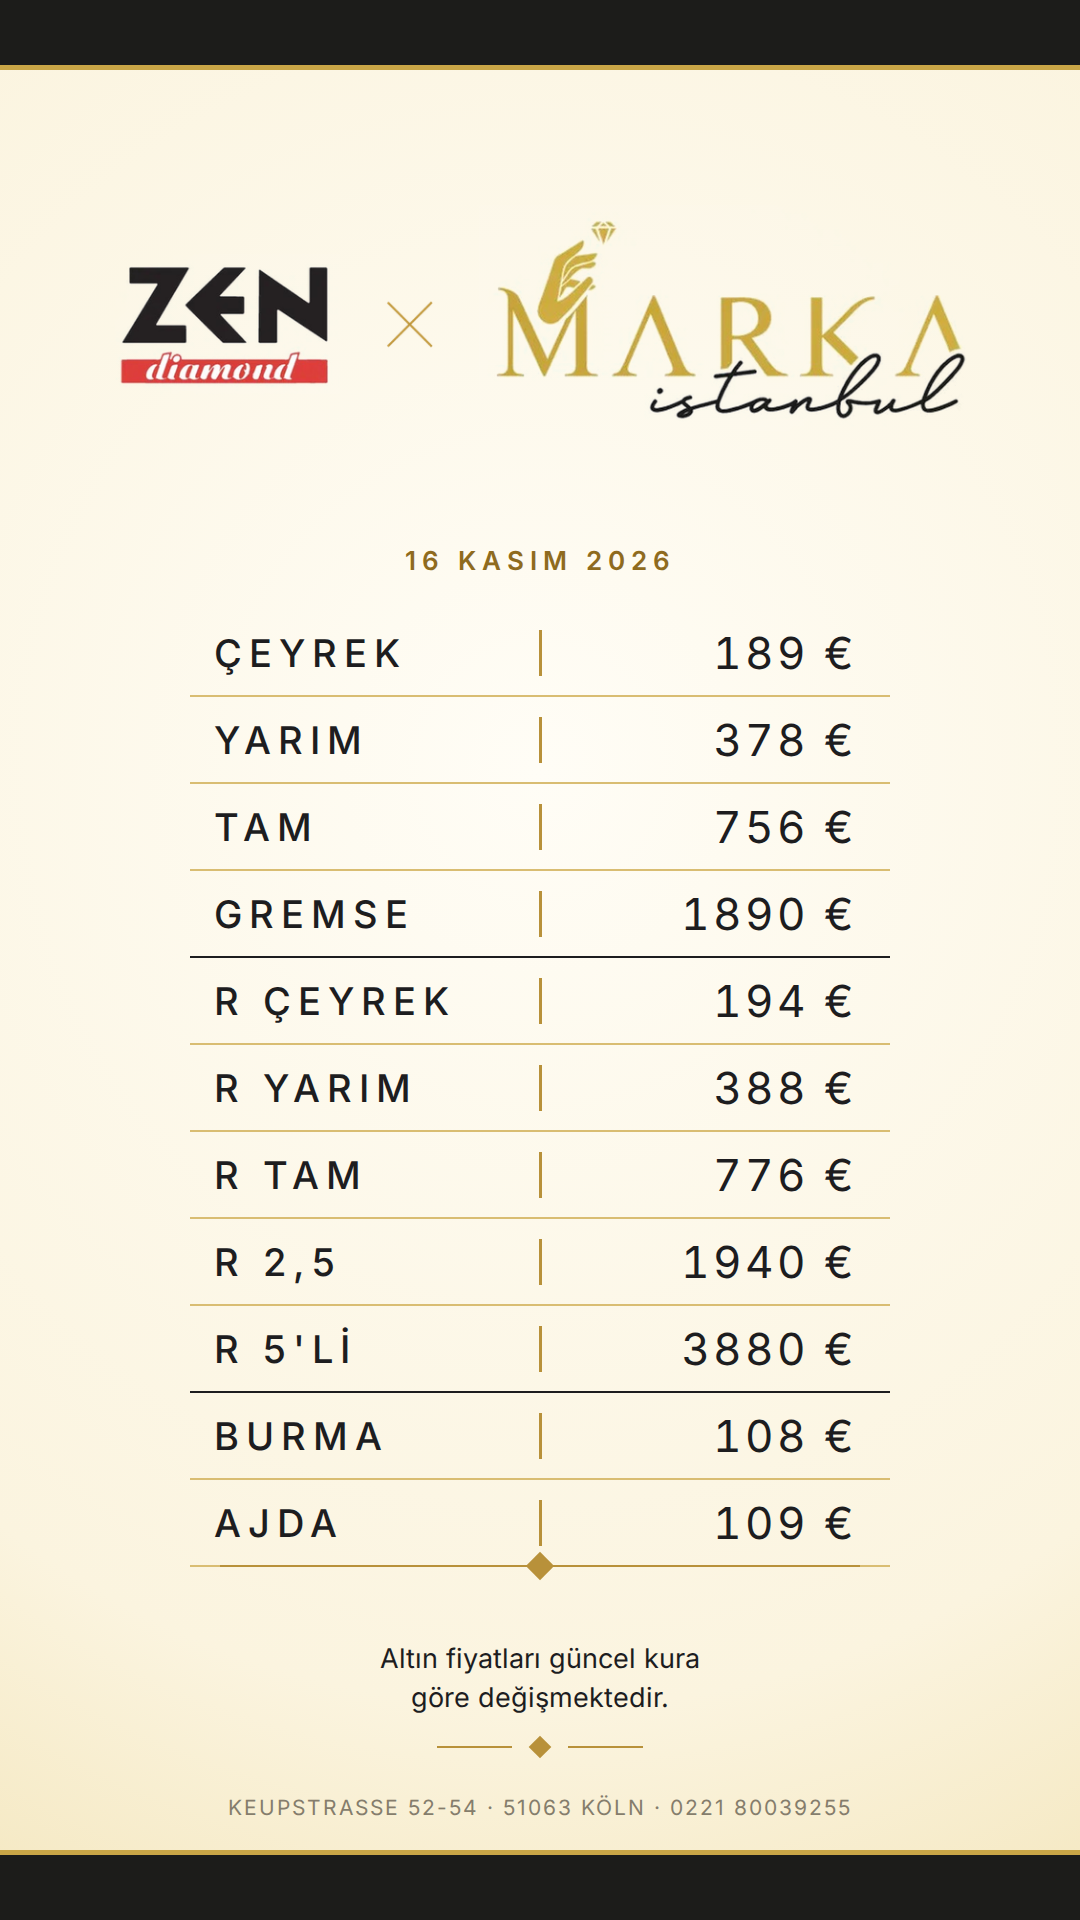 ZEN
diamond
MARKA
istanbul
16 KASIM 2026
ÇEYREK | 189 €
YARIM | 378 €
TAM | 756 €
GREMSE | 1890 €
R ÇEYREK | 194 €
R YARIM | 388 €
R TAM | 776 €
R 2,5 | 1940 €
R 5'Lİ | 3880 €
BURMA | 108 €
AJDA | 109 €
Altın fiyatları güncel kura
göre değişmektedir.
KEUPSTRASSE 52-54 · 51063 KÖLN · 0221 80039255